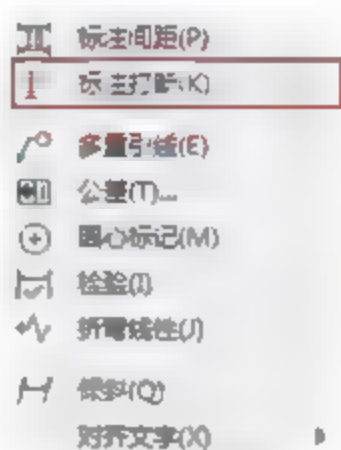 标注间距(P)
标注打断(K)
多重引线(E)
公差(T)...
圆心标记(M)
检验(I)
折弯线性(J)
倾斜(Q)
对齐文字(X)